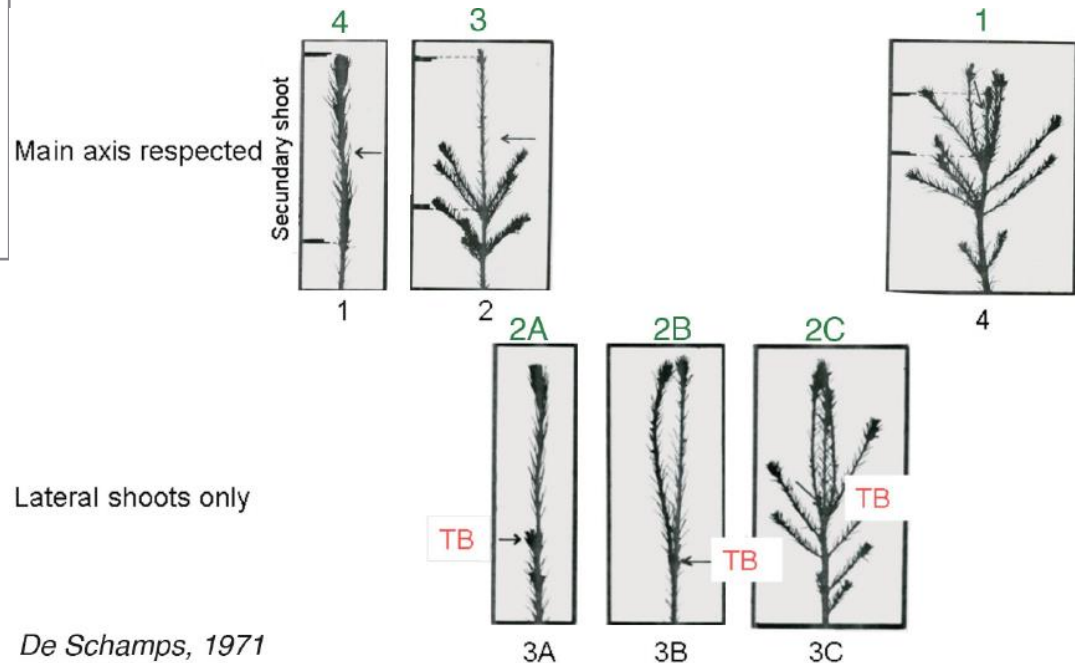 4 3 1
Main axis respected
Secundary shoot
1 2 4
2A 2B 2C
TB
TB
TB
Lateral shoots only
3A 3B 3C
De Schamps, 1971